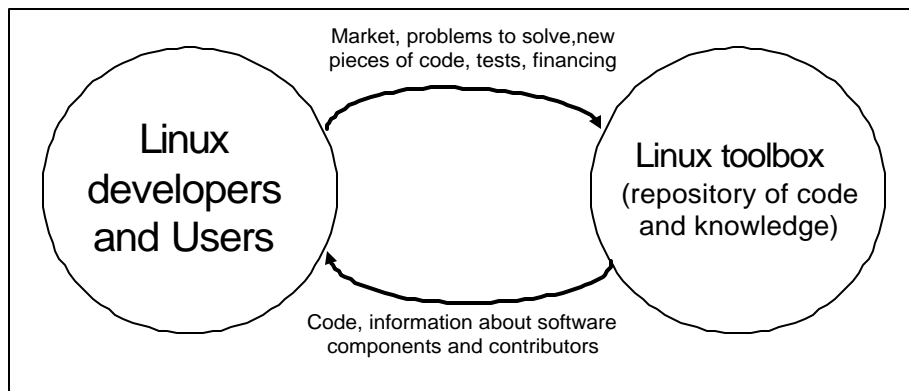 Market, problems to solve,new
pieces of code, tests, financing
Linux
developers
and Users
Linux toolbox
(repository of code
and knowledge)
Code, information about software
components and contributors